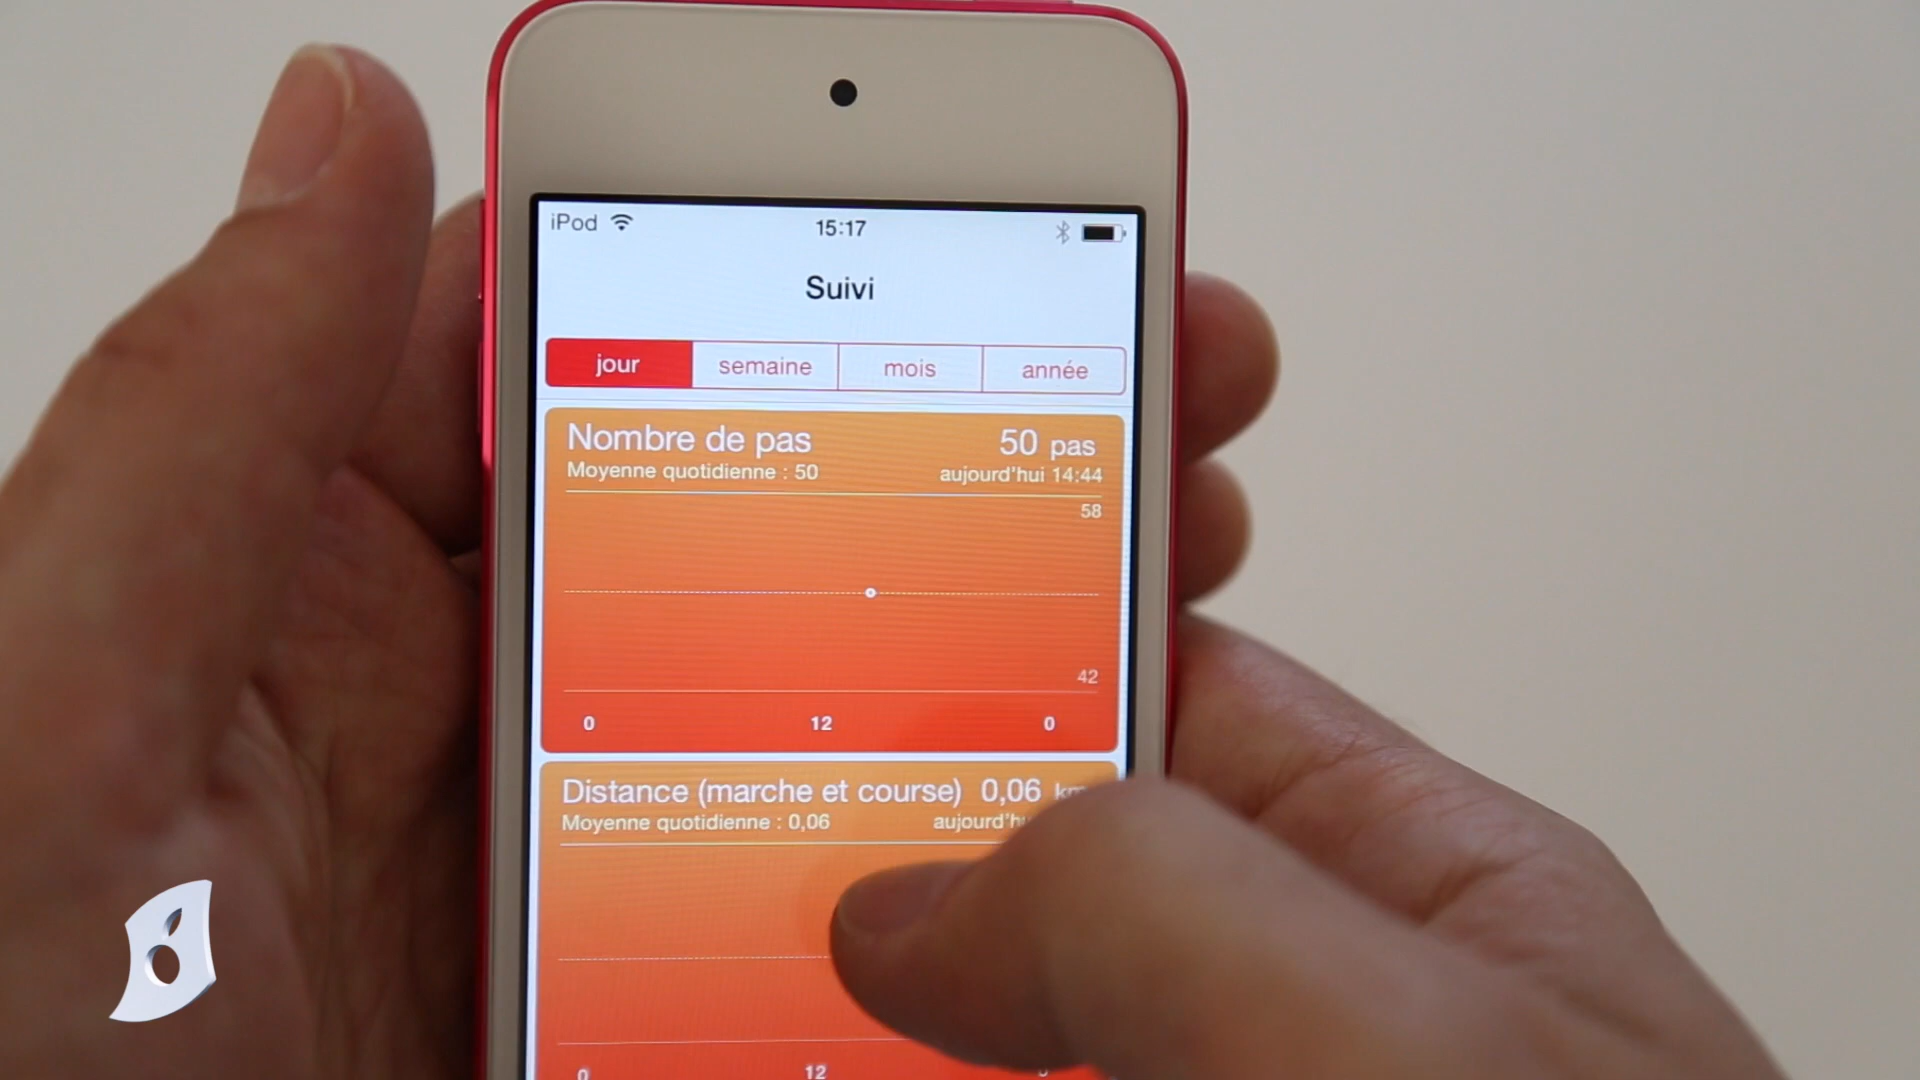 iPod 15:17
Suivi
jour semaine mois année
Nombre de pas 50 pas
Moyenne quotidienne : 50 aujourd'hui 14:44
58
42
0 12 0
Distance (marche et course) 0,06
Moyenne quotidienne : 0,06
0 12